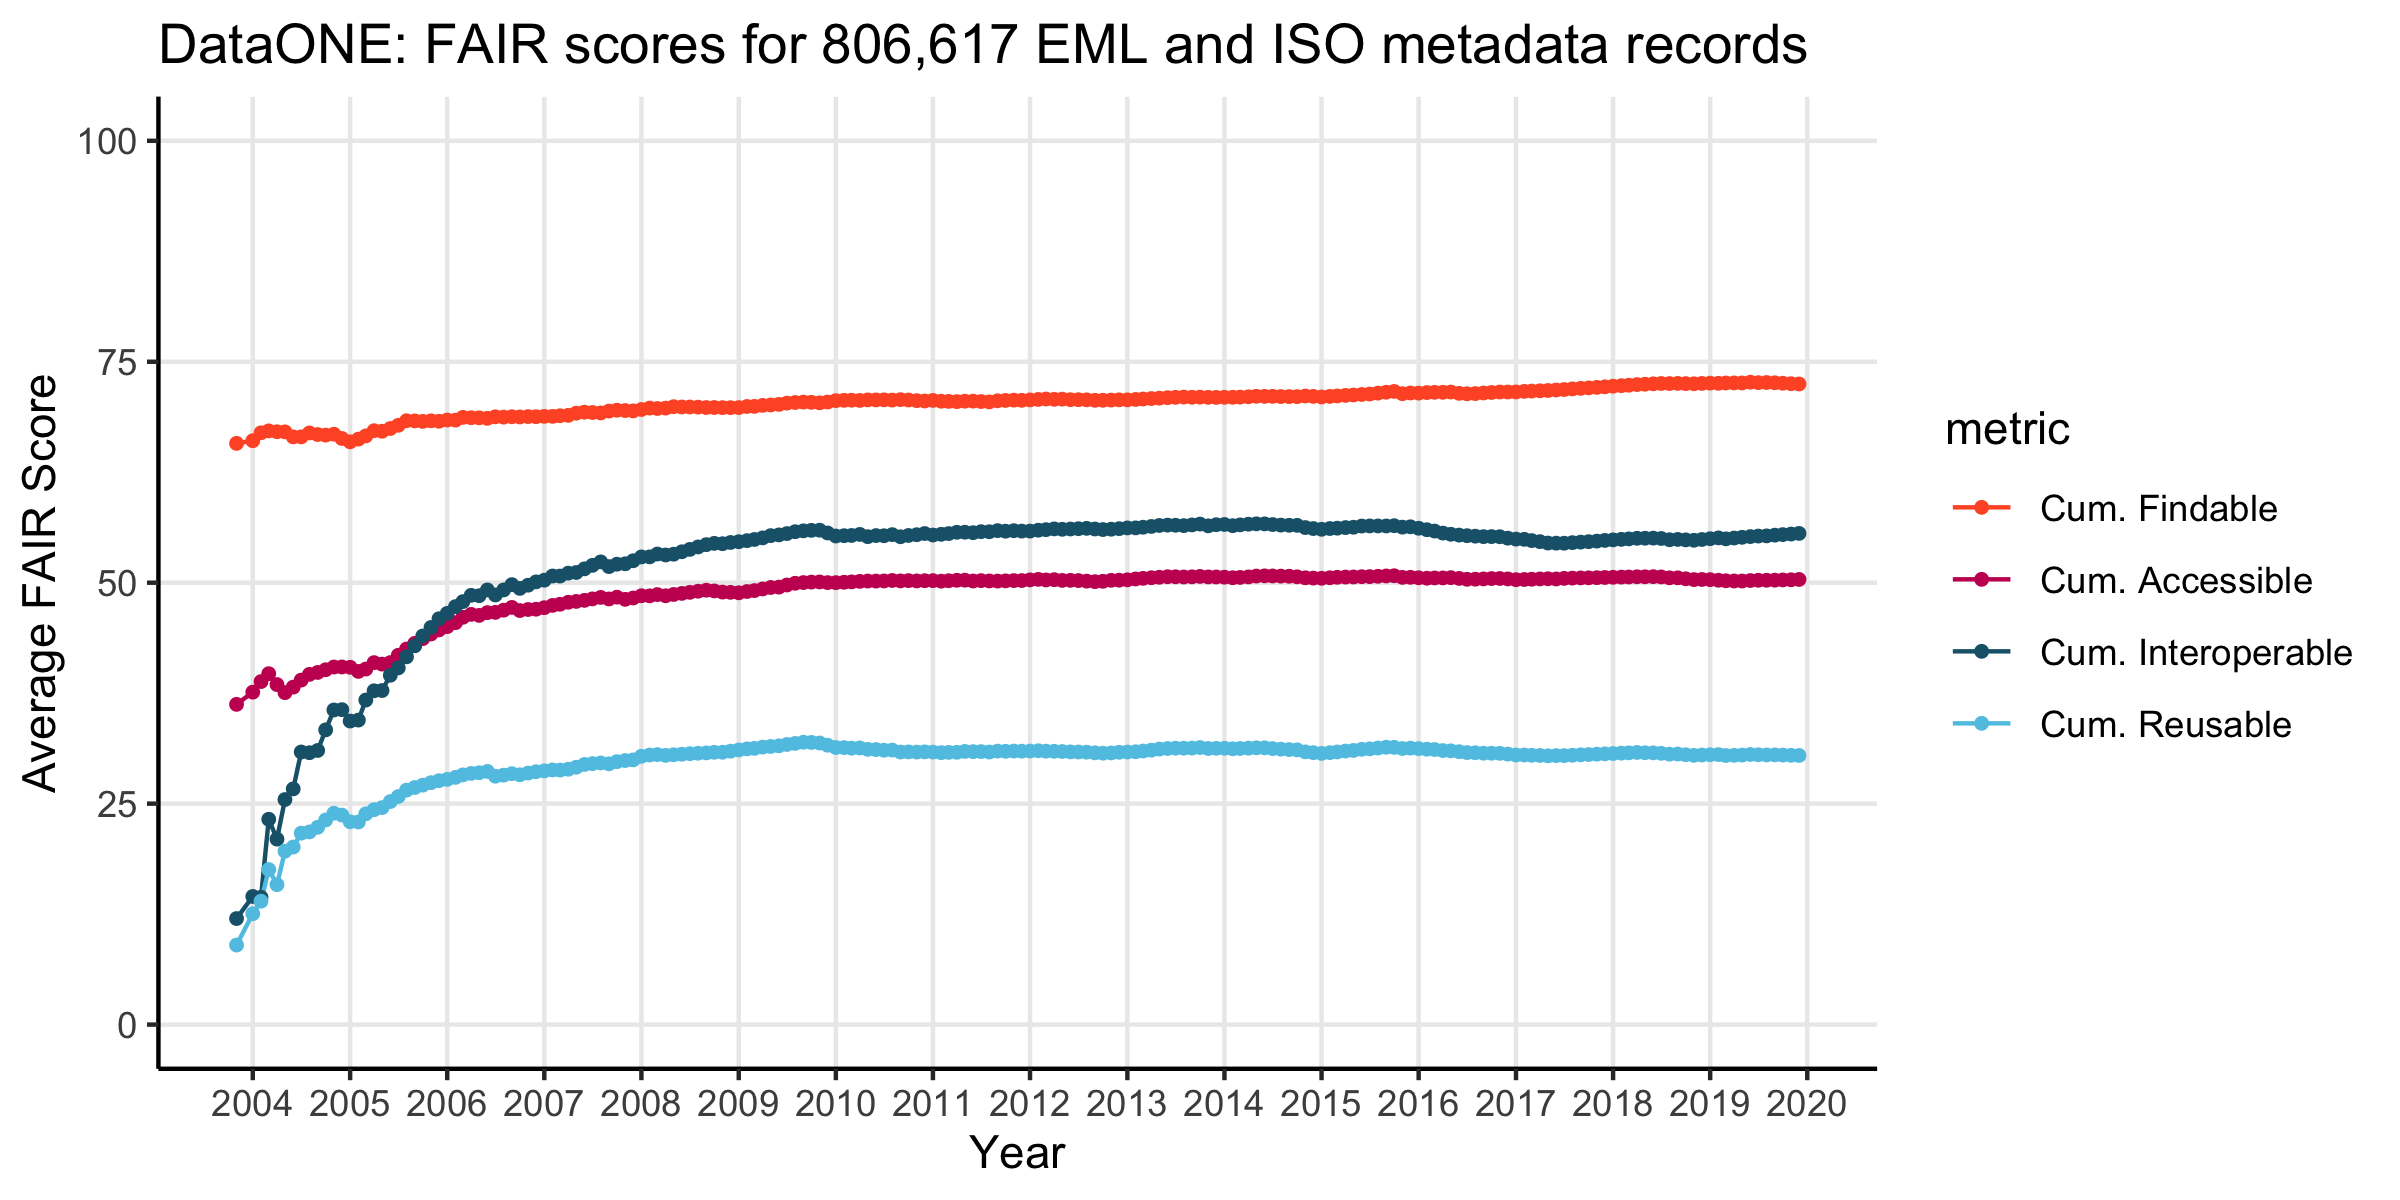 DataONE: FAIR scores for 806,617 EML and ISO metadata records
100
75
50
25
0
Average FAIR Score
2004 2005 2006 2007 2008 2009 2010 2011 2012 2013 2014 2015 2016 2017 2018 2019 2020
Year
metric
Cum. Findable
Cum. Accessible
Cum. Interoperable
Cum. Reusable